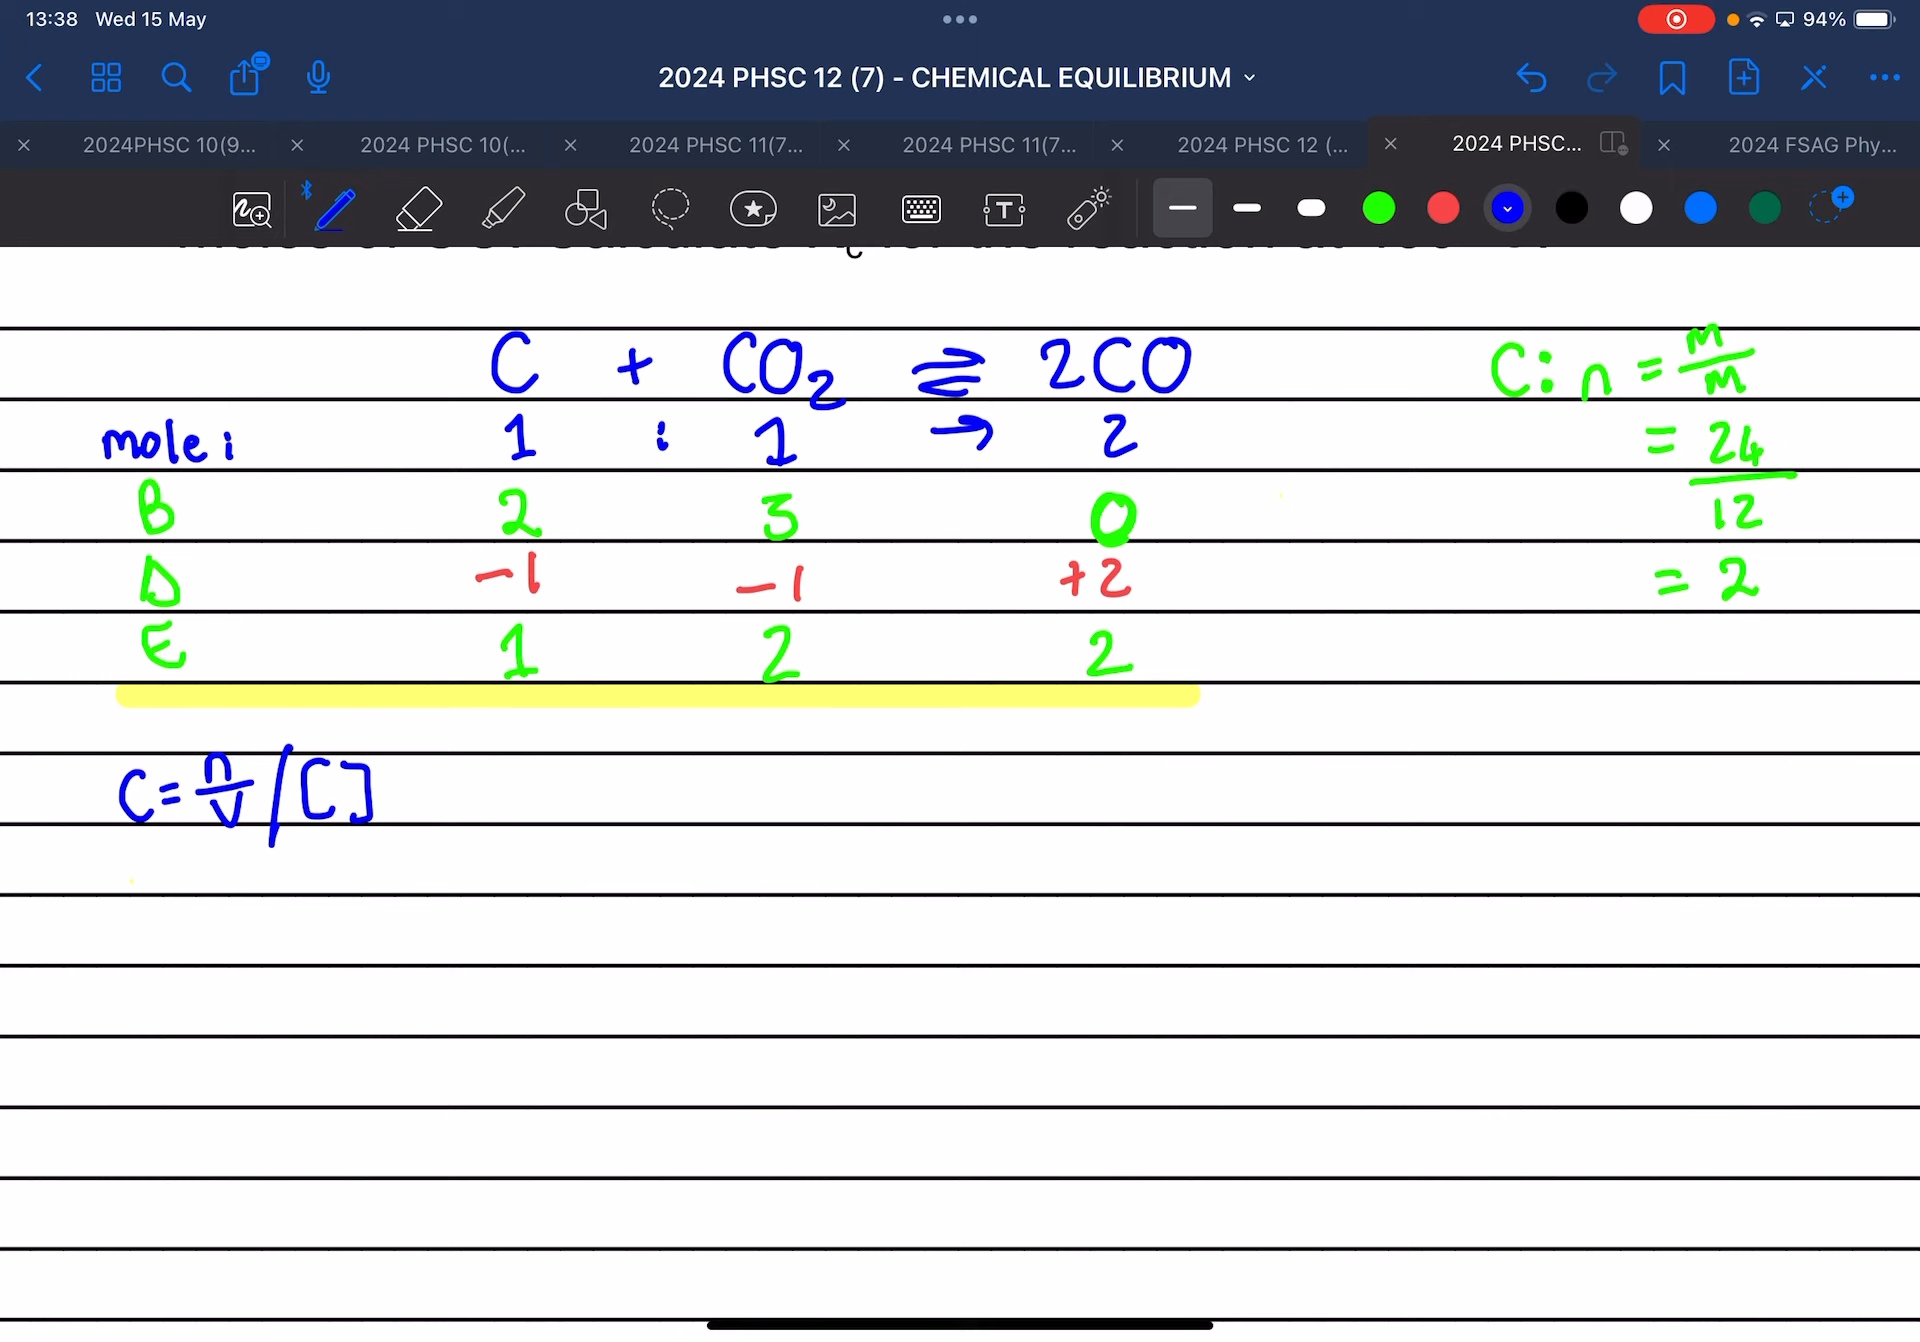 13:38 Wed 15 May 94%
2024 PHSC 12 (7) - CHEMICAL EQUILIBRIUM
2024PHSC 10(9... 2024 PHSC 10(... 2024 PHSC 11(7... 2024 PHSC 11(7... 2024 PHSC 12 (... 2024 PHSC... 2024 FSAG Phy...
C + CO₂ ⇌ 2CO
C: n = m/M
mole: 1 : 1 → 2
= 24/12
B 2 3 0
Δ -1 -1 +2
= 2
E 1 2 2
C = n/V / [ ]